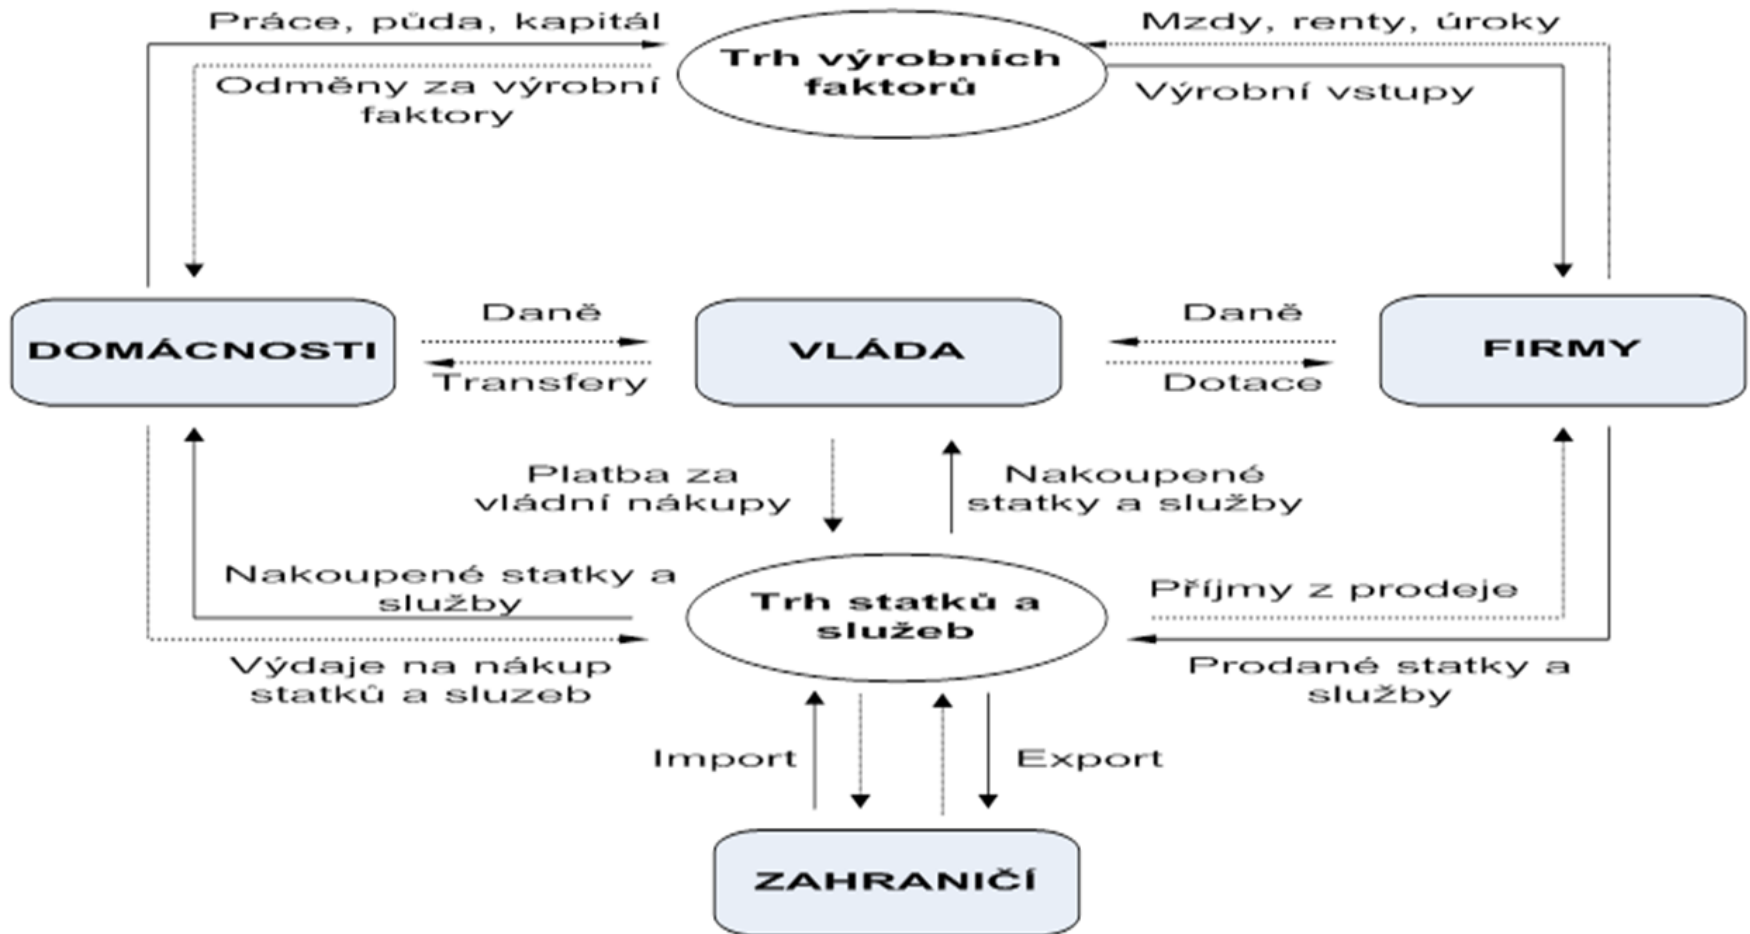 Práce, půda, kapitál
Mzdy, renty, úroky
Trh výrobních
faktorů
Odměny za výrobní
faktory
Výrobní vstupy
DOMÁCNOSTI
Daně
Transfery
VLÁDA
Daně
Dotace
FIRMY
Platba za
vládní nákupy
Nakoupené
statky a služby
Nakoupené statky a
služby
Trh statků a
služeb
Příjmy z prodeje
Výdaje na nákup
statků a sluzeb
Prodané statky a
služby
Import
Export
ZAHRANIČÍ